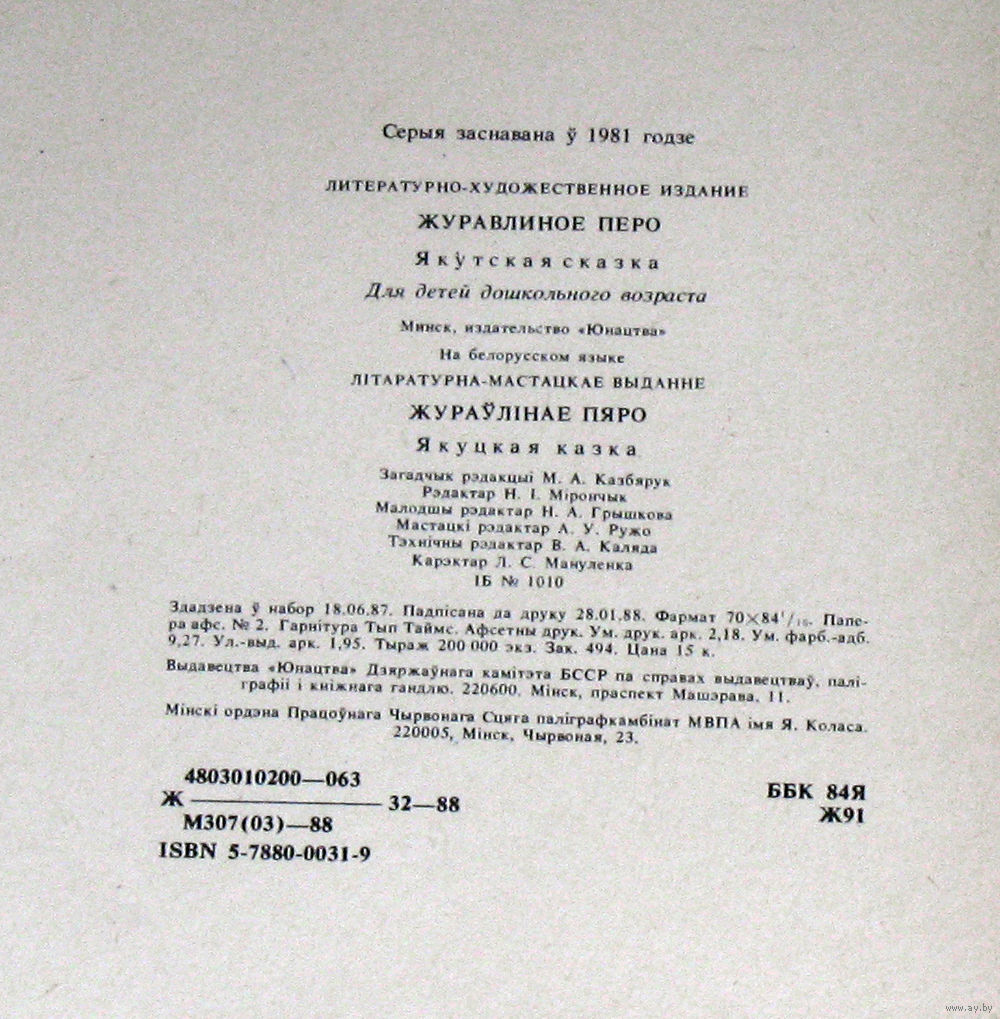 Серыя заснавана ў 1981 годзе
ЛИТЕРАТУРНО-ХУДОЖЕСТВЕННОЕ ИЗДАНИЕ
ЖУРАВЛИНОЕ ПЕРО
Якутская сказка
Для детей дошкольного возраста
Минск, издательство «Юнацтва»
На белорусском языке
ЛІТАРАТУРНА-МАСТАЦКАЕ ВЫДАННЕ
ЖУРАЎЛІНАЕ ПЯРО
Якуцкая казка
Загадчык рэдакцыі М. А. Казбярук
Рэдактар Н. І. Мірончык
Малодшы рэдактар Н. А. Грышкова
Мастацкі рэдактар А. У. Ружо
Тэхнічны рэдактар В. А. Каляда
Карэктар Л. С. Мануленка
ІБ № 1010
Здадзена ў набор 18.06.87. Падпісана да друку 28.01.88. Фармат 70×84¹/₁₆. Папе-
ра афс. № 2. Гарнітура Тып Таймс. Афсетны друк. Ум. друк. арк. 2,18. Ум. фарб.-адб.
9,27. Ул.-выд. арк. 1,95. Тыраж 200 000 экз. Зак. 494. Цана 15 к.
Выдавецтва «Юнацтва» Дзяржаўнага камітэта БССР па справах выдавецтваў, палі-
графіі і кніжнага гандлю. 220600. Мінск, праспект Машэрава, 11.
Мінскі ордэна Працоўнага Чырвонага Сцяга паліграфкамбінат МВПА імя Я. Коласа.
220005, Мінск, Чырвоная, 23.
4803010200—063
Ж ———— 32—88
М307(03)—88
ISBN 5-7880-0031-9
ББК 84Я
Ж91
www.ay.by